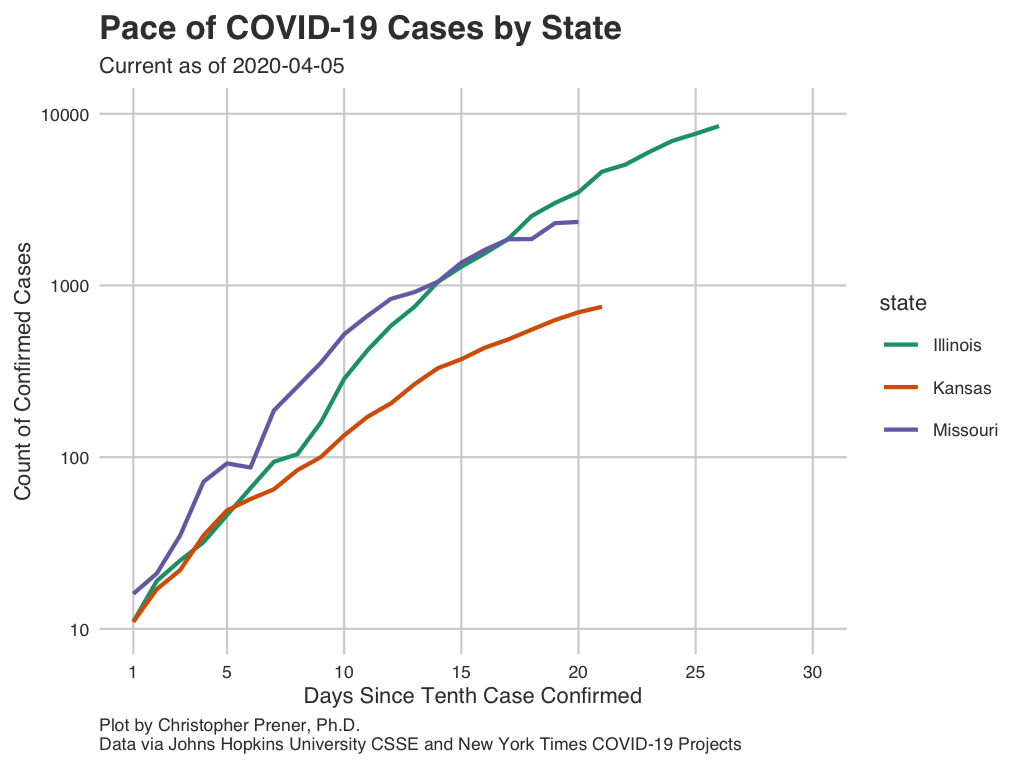 Pace of COVID-19 Cases by State
Current as of 2020-04-05
Count of Confirmed Cases
10000
1000
100
10
1 5 10 15 20 25 30
Days Since Tenth Case Confirmed
state
Illinois
Kansas
Missouri
Plot by Christopher Prener, Ph.D.
Data via Johns Hopkins University CSSE and New York Times COVID-19 Projects